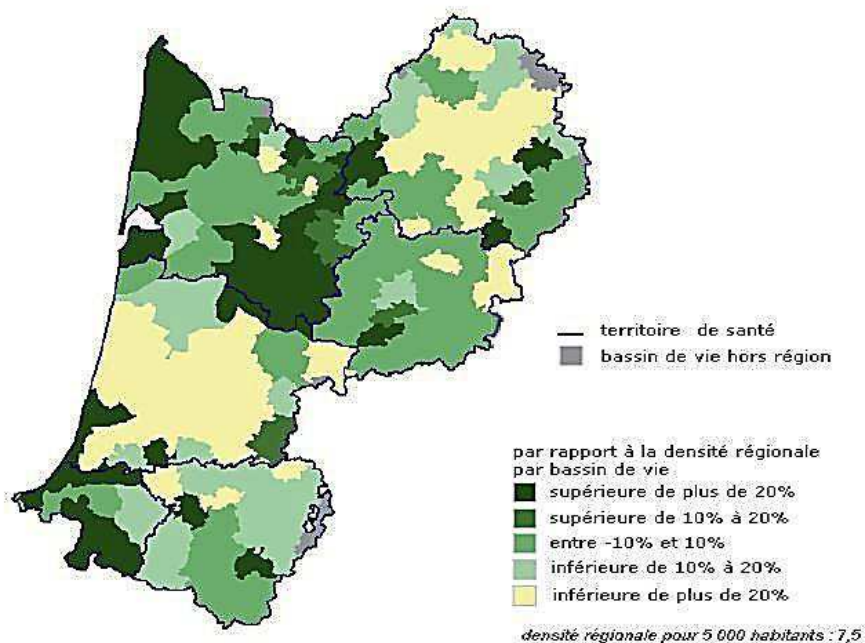 territoire de santé
bassin de vie hors région
par rapport à la densité régionale
par bassin de vie
supérieure de plus de 20%
supérieure de 10% à 20%
entre -10% et 10%
inférieure de 10% à 20%
inférieure de plus de 20%
densité régionale pour 5 000 habitants : 7,5